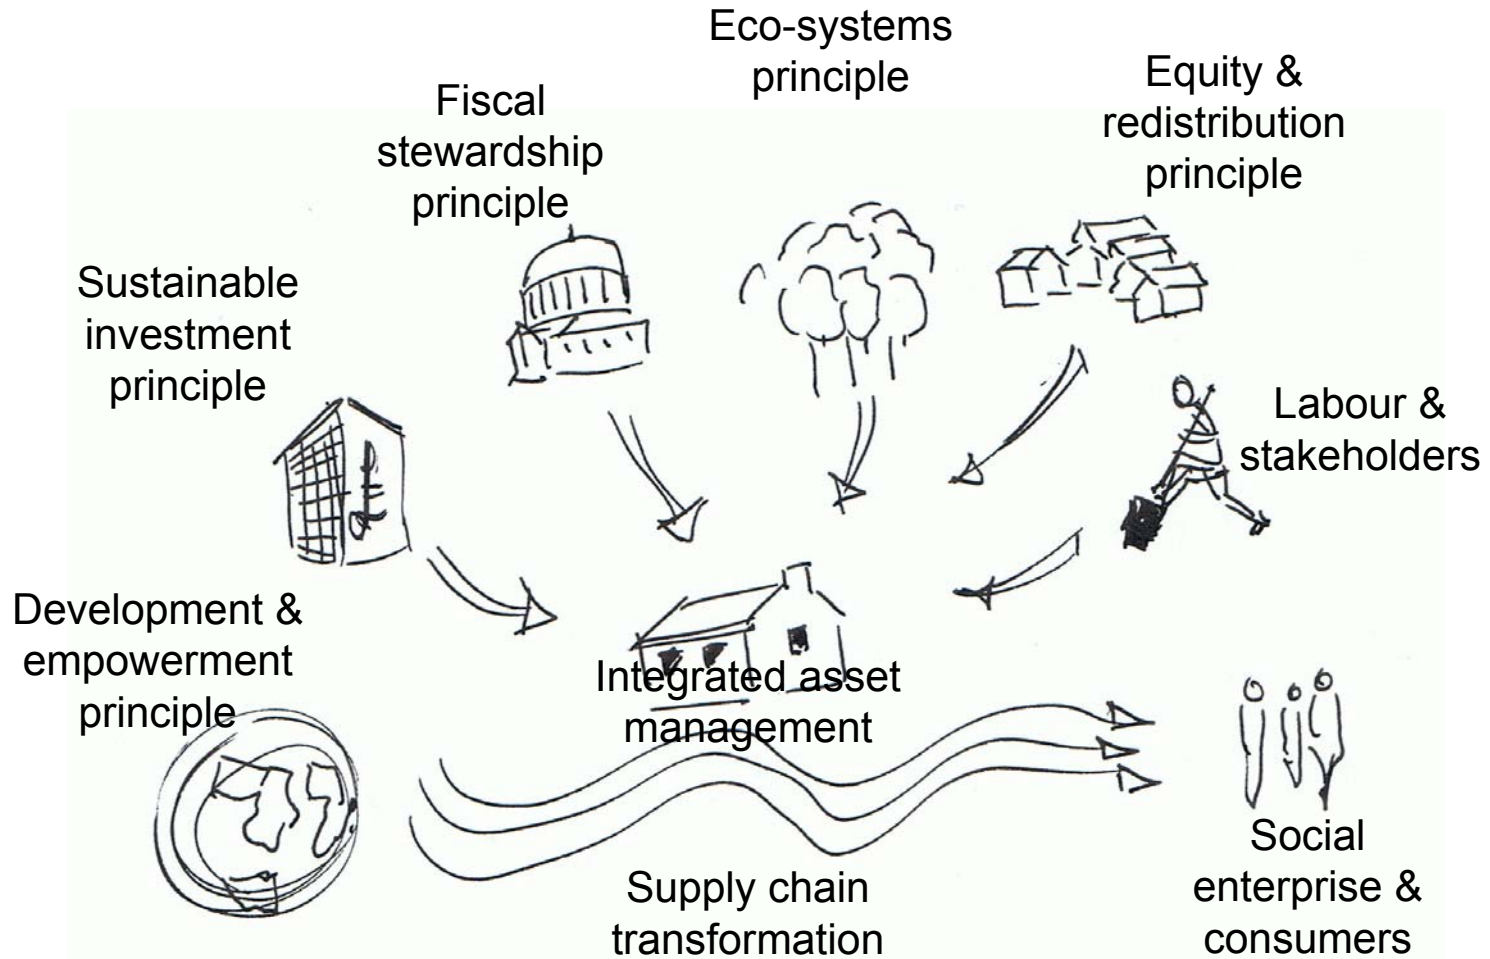 Eco-systems
principle
Equity &
redistribution
principle
Fiscal
stewardship
principle
Sustainable
investment
principle
Labour &
stakeholders
Development &
empowerment
principle
Integrated asset
management
Social
enterprise &
consumers
Supply chain
transformation